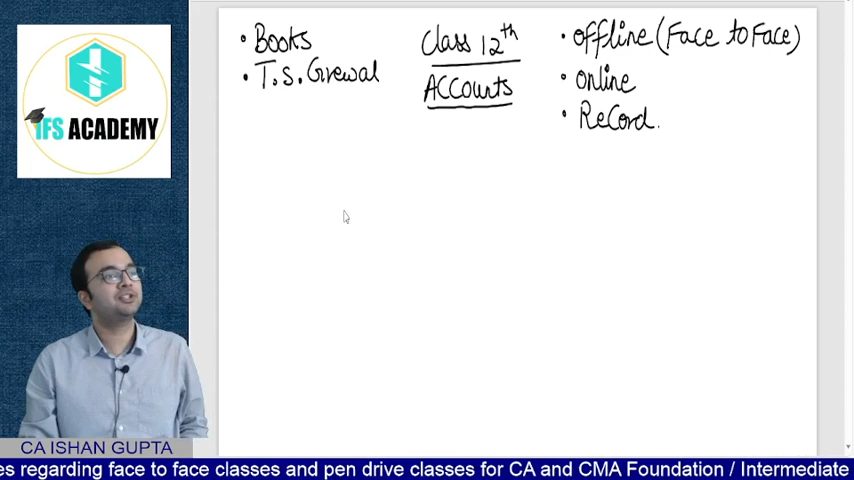 • Books
• T.S. Grewal
Class 12th
Accounts
• offline (Face to Face)
• online
• Record.
IFS ACADEMY
CA ISHAN GUPTA
es regarding face to face classes and pen drive classes for CA and CMA Foundation / Intermediate